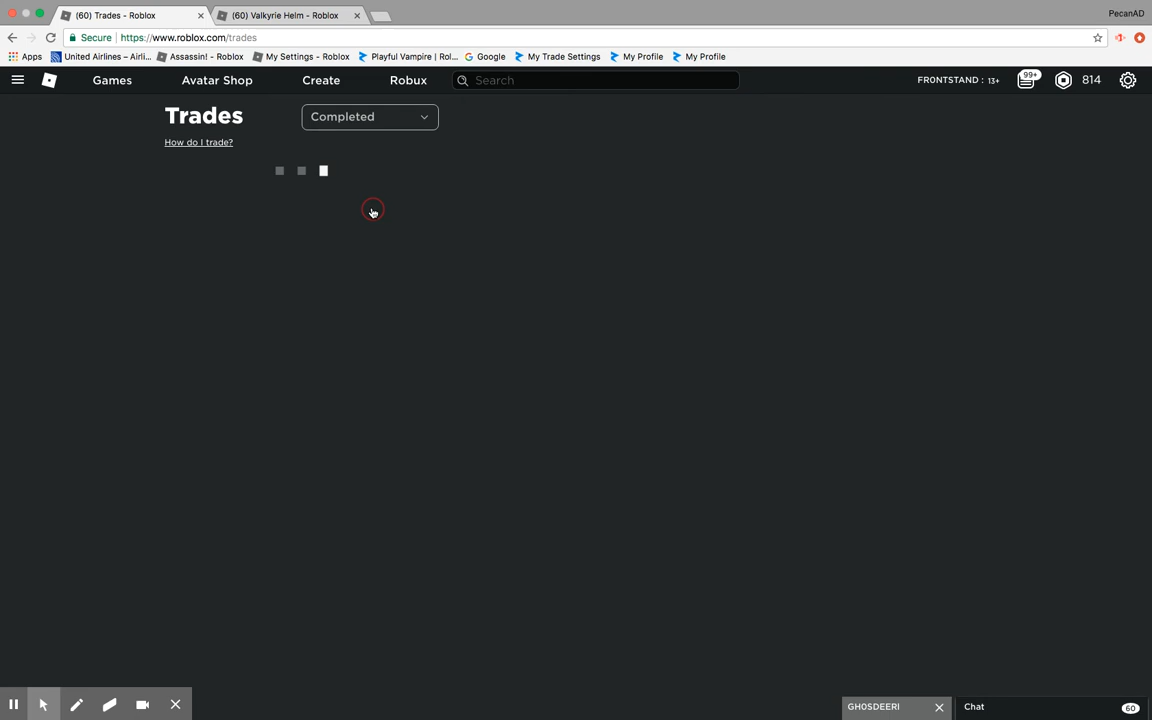 (60) Trades - Roblox
(60) Valkyrie Helm - Roblox
PecanAD
Secure
https://www.roblox.com/trades
Apps
United Airlines – Airli...
Assassin! - Roblox
My Settings - Roblox
Playful Vampire | Rol...
Google
My Trade Settings
My Profile
My Profile
Games
Avatar Shop
Create
Robux
Search
FRONTSTAND : 13+
99+
814
Trades
Completed
How do I trade?
GH0SDEERI
Chat
60